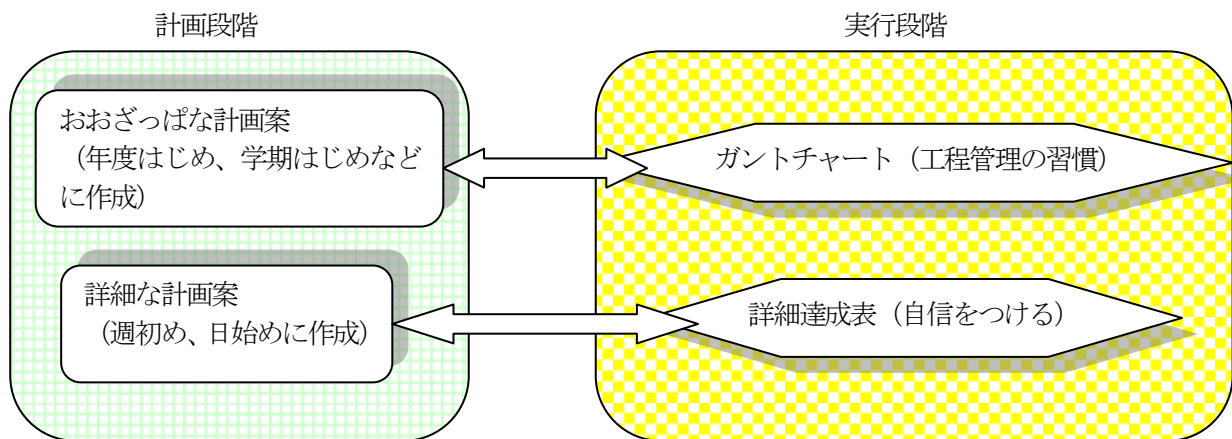 計画段階
実行段階
おおざっぱな計画案
（年度はじめ、学期はじめなど
に作成）
ガントチャート（工程管理の習慣）
詳細な計画案
（週初め、日始めに作成）
詳細達成表（自信をつける）